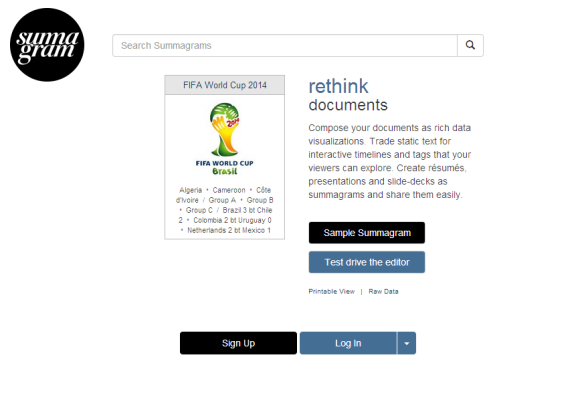 summa
gram
Search Summagrams
FIFA World Cup 2014
2014
FIFA WORLD CUP
Brasil
Algeria • Cameroon • Côte
d'Ivoire / Group A • Group B
• Group C / Brazil 3 bt Chile
2 • Colombia 2 bt Uruguay 0
• Netherlands 2 bt Mexico 1
rethink
documents
Compose your documents as rich data
visualizations. Trade static text for
interactive timelines and tags that your
viewers can explore. Create résumés,
presentations and slide-decks as
summagrams and share them easily.
Sample Summagram
Test drive the editor
Printable View | Raw Data
Sign Up
Log In